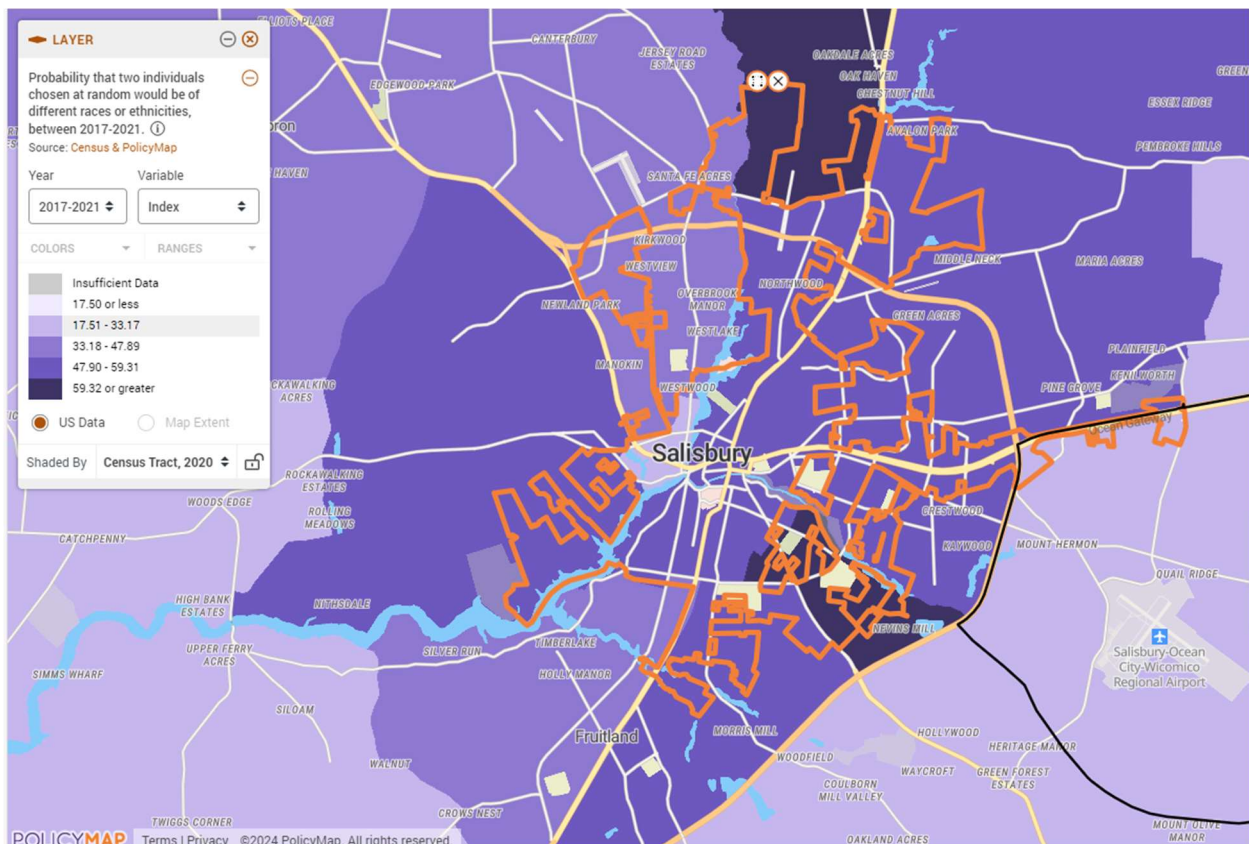 LAYER
Probability that two individuals
chosen at random would be of
different races or ethnicities,
between 2017-2021.
Source: Census & PolicyMap
Year
Variable
2017-2021
Index
COLORS
RANGES
Insufficient Data
17.50 or less
17.51 - 33.17
33.18 - 47.89
47.90 - 59.31
59.32 or greater
US Data
Map Extent
Shaded By
Census Tract, 2020
CANTERBURY
JERSEY ROAD
ESTATES
OAKDALE ACRES
OAK HAVEN
CHESTNUT HILL
EDGEWOOD PARK
ESSEX RIDGE
AVALON PARK
PEMBROKE HILLS
SANTA FE ACRES
KIRKWOOD
WESTVIEW
MIDDLE NECK
MARIA ACRES
NORTHWOOD
OVERBROOK
MANOR
NEWLAND PARK
GREEN ACRES
WESTLAKE
PLAINFIELD
MANOKIN
KENILWORTH
PINE GROVE
WESTWOOD
Ocean Gateway
Salisbury
ROCKAWALKING
ESTATES
WOODS EDGE
ROLLING
MEADOWS
CRESTWOOD
CATCHPENNY
KAYWOOD
MOUNT HERMON
QUAIL RIDGE
HIGH BANK
ESTATES
NITHSDALE
NEVINS MILL
TIMBERLAKE
UPPER FERRY
ACRES
SILVER RUN
Salisbury-Ocean
City-Wicomico
Regional Airport
SIMMS WHARF
HOLLY MANOR
SILOAM
MORRIS MILL
HOLLYWOOD
Fruitland
HERITAGE MANOR
WOODFIELD
WALNUT
WAYCROFT
GREEN FOREST
ESTATES
COULBORN
MILL VALLEY
CROWS NEST
TWIGGS CORNER
MOUNT OLIVE
MANOR
OAKLAND ACRES
POLICYMAP
Terms | Privacy ©2024 PolicyMap. All rights reserved